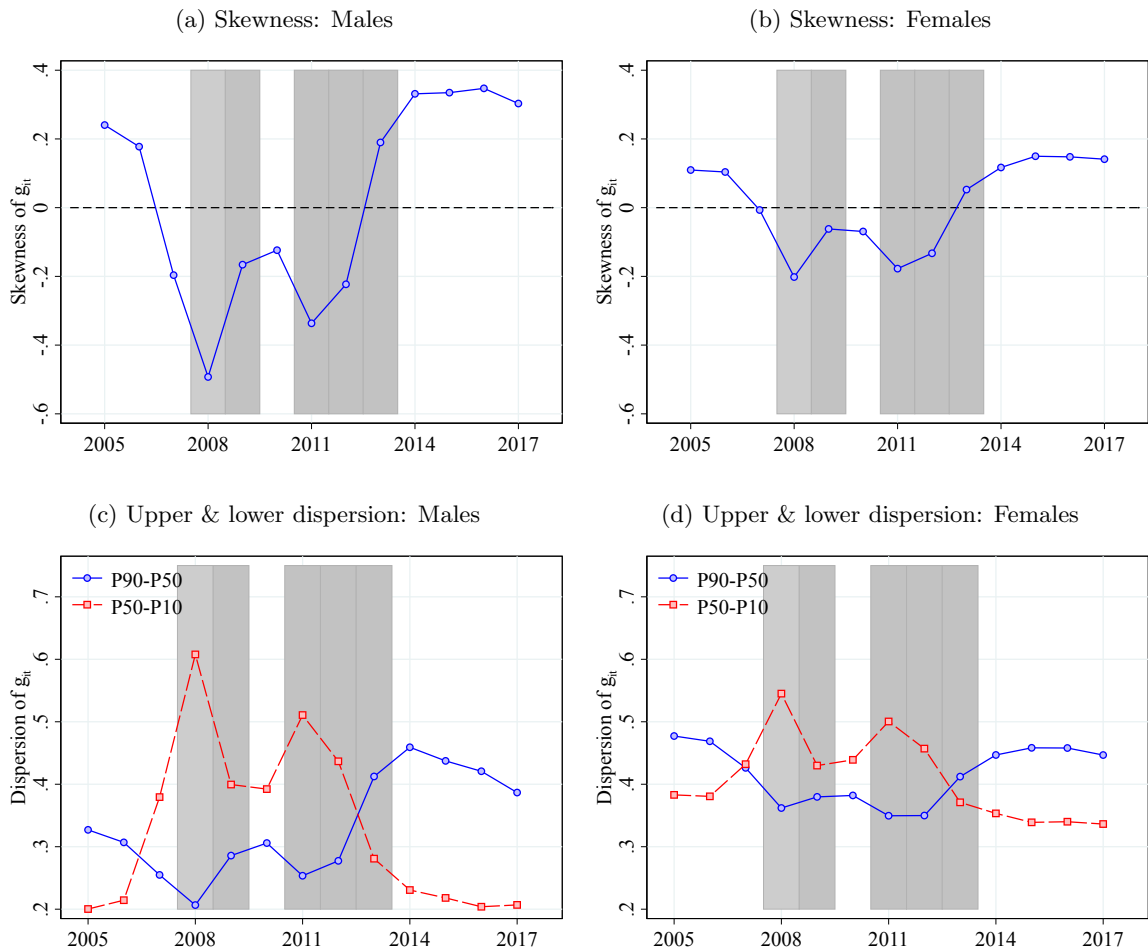 (a) Skewness: Males
Skewness of g_it
.4
.2
0
-.2
-.4
-.6
2005 2008 2011 2014 2017
(b) Skewness: Females
Skewness of g_it
.4
.2
0
-.2
-.4
-.6
2005 2008 2011 2014 2017
(c) Upper & lower dispersion: Males
P90-P50
P50-P10
Dispersion of g_it
.7
.6
.5
.4
.3
.2
2005 2008 2011 2014 2017
(d) Upper & lower dispersion: Females
P90-P50
P50-P10
Dispersion of g_it
.7
.6
.5
.4
.3
.2
2005 2008 2011 2014 2017